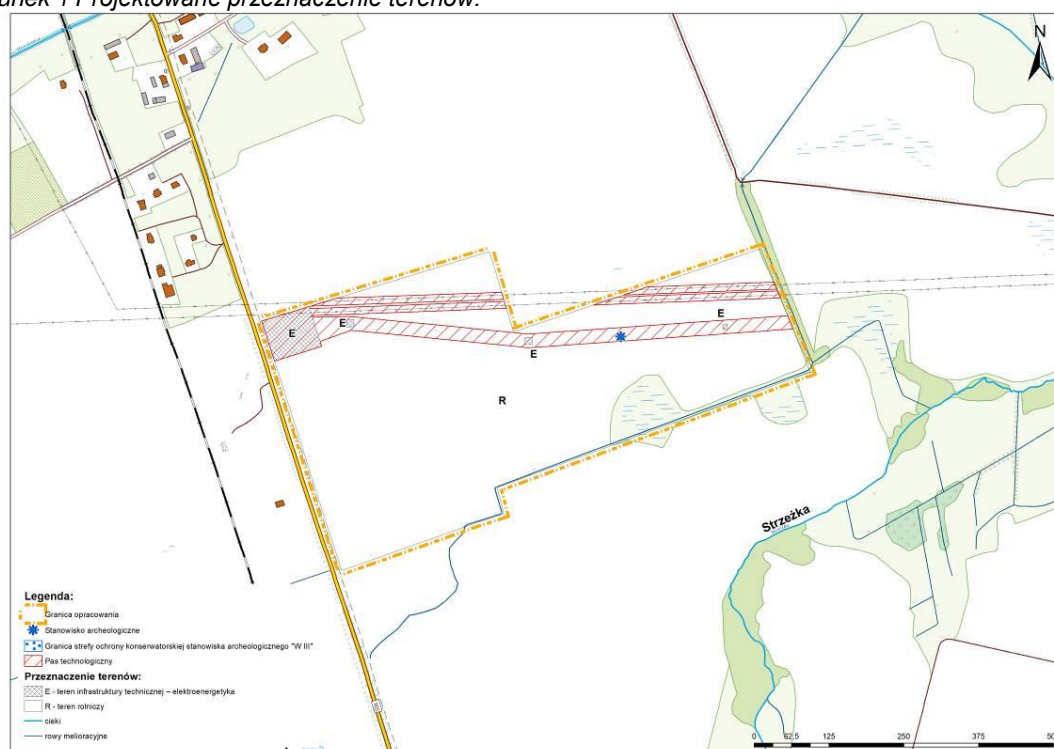 unek 1 Projektowane przeznaczenie terenów.
N
E
E
E
E
R
Strzeżka
Legenda:
Granica opracowania
Stanowisko archeologiczne
Granica strefy ochrony konserwatorskiej stanowiska archeologicznego "W III"
Pas technologiczny
Przeznaczenie terenów:
E - teren infrastruktury technicznej – elektroenergetyka
R - teren rolniczy
cieki
rowy melioracyjne
0 62.5 125 250 375 50